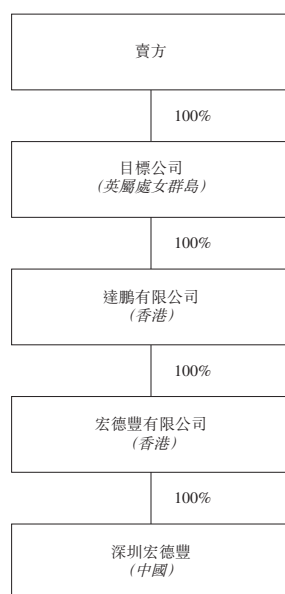 賣方
100%
目標公司
(英屬處女群島)
100%
達鵬有限公司
(香港)
100%
宏德豐有限公司
(香港)
100%
深圳宏德豐
(中國)